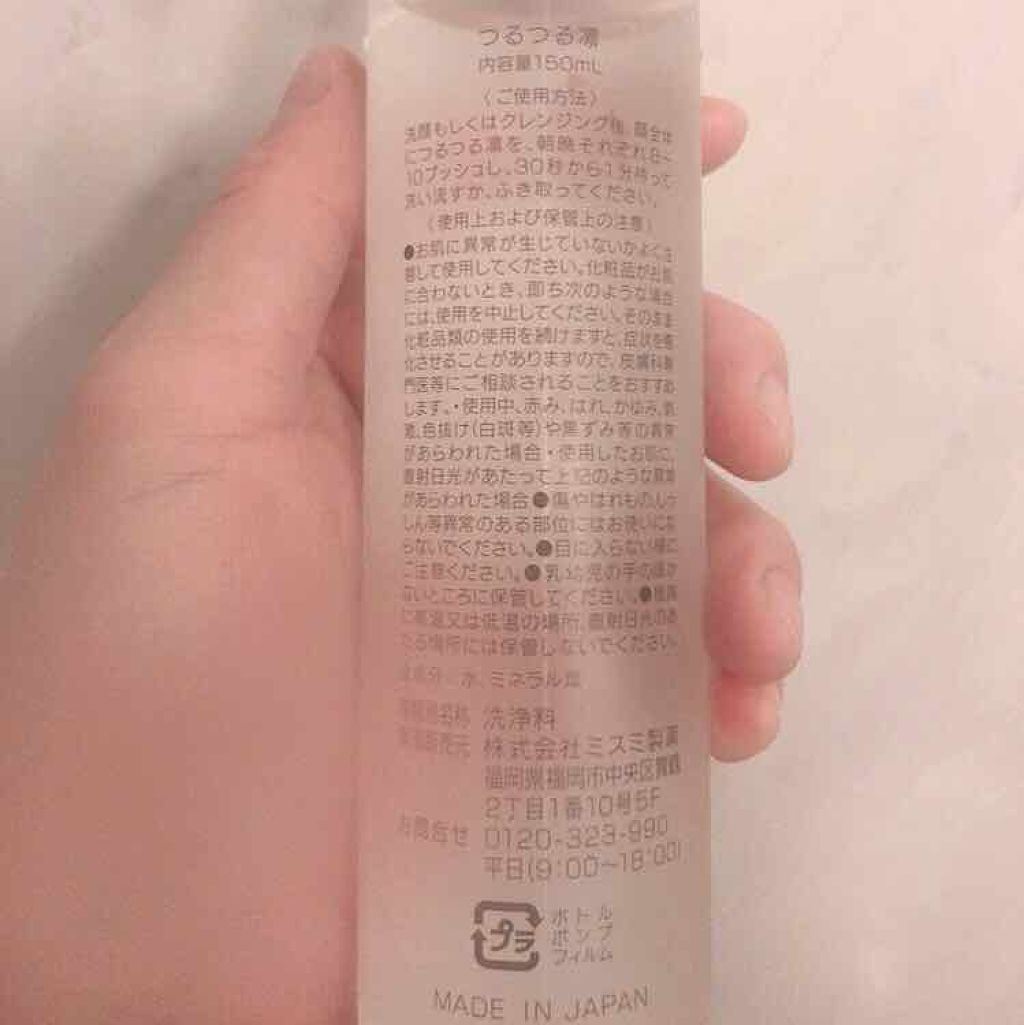 つるつる凛
内容量150mL
〈ご使用方法〉
洗顔もしくはクレンジング後、顔全体
につるつる凛を、朝晩それぞれ8～
10プッシュし、30秒から1分待って
洗い流すか、ふき取ってください。
〈使用上および保管上の注意〉
●お肌に異常が生じていないかよく注
意して使用してください。化粧品がお肌
に合わないとき、即ち次のような場合
には、使用を中止してください。そのまま
化粧品類の使用を続けますと、症状を悪
化させることがありますので、皮膚科専
門医等にご相談されることをおすすめ
します。・使用中、赤み、はれ、かゆみ、刺
激、色抜け(白斑等)や黒ずみ等の異常
があらわれた場合・使用したお肌に、
直射日光があたって上記のような異常
があらわれた場合●傷やはれもの、しっ
しん等異常のある部位にはお使いにな
らないでください。●目に入らない様に
ご注意ください。●乳幼児の手の届か
ないところに保管してください。●極度
に高温又は低温の場所、直射日光のあ
たる場所には保管しないでください。
全成分：水、ミネラル塩
種類別名称 洗浄料
製造販売元 株式会社ミスミ製薬
福岡県福岡市中央区警固
2丁目1番10号5F
お問合せ 0120-323-990
平日(9:00～18:00)
プラ
ボトル
ポンプ
フィルム
MADE IN JAPAN